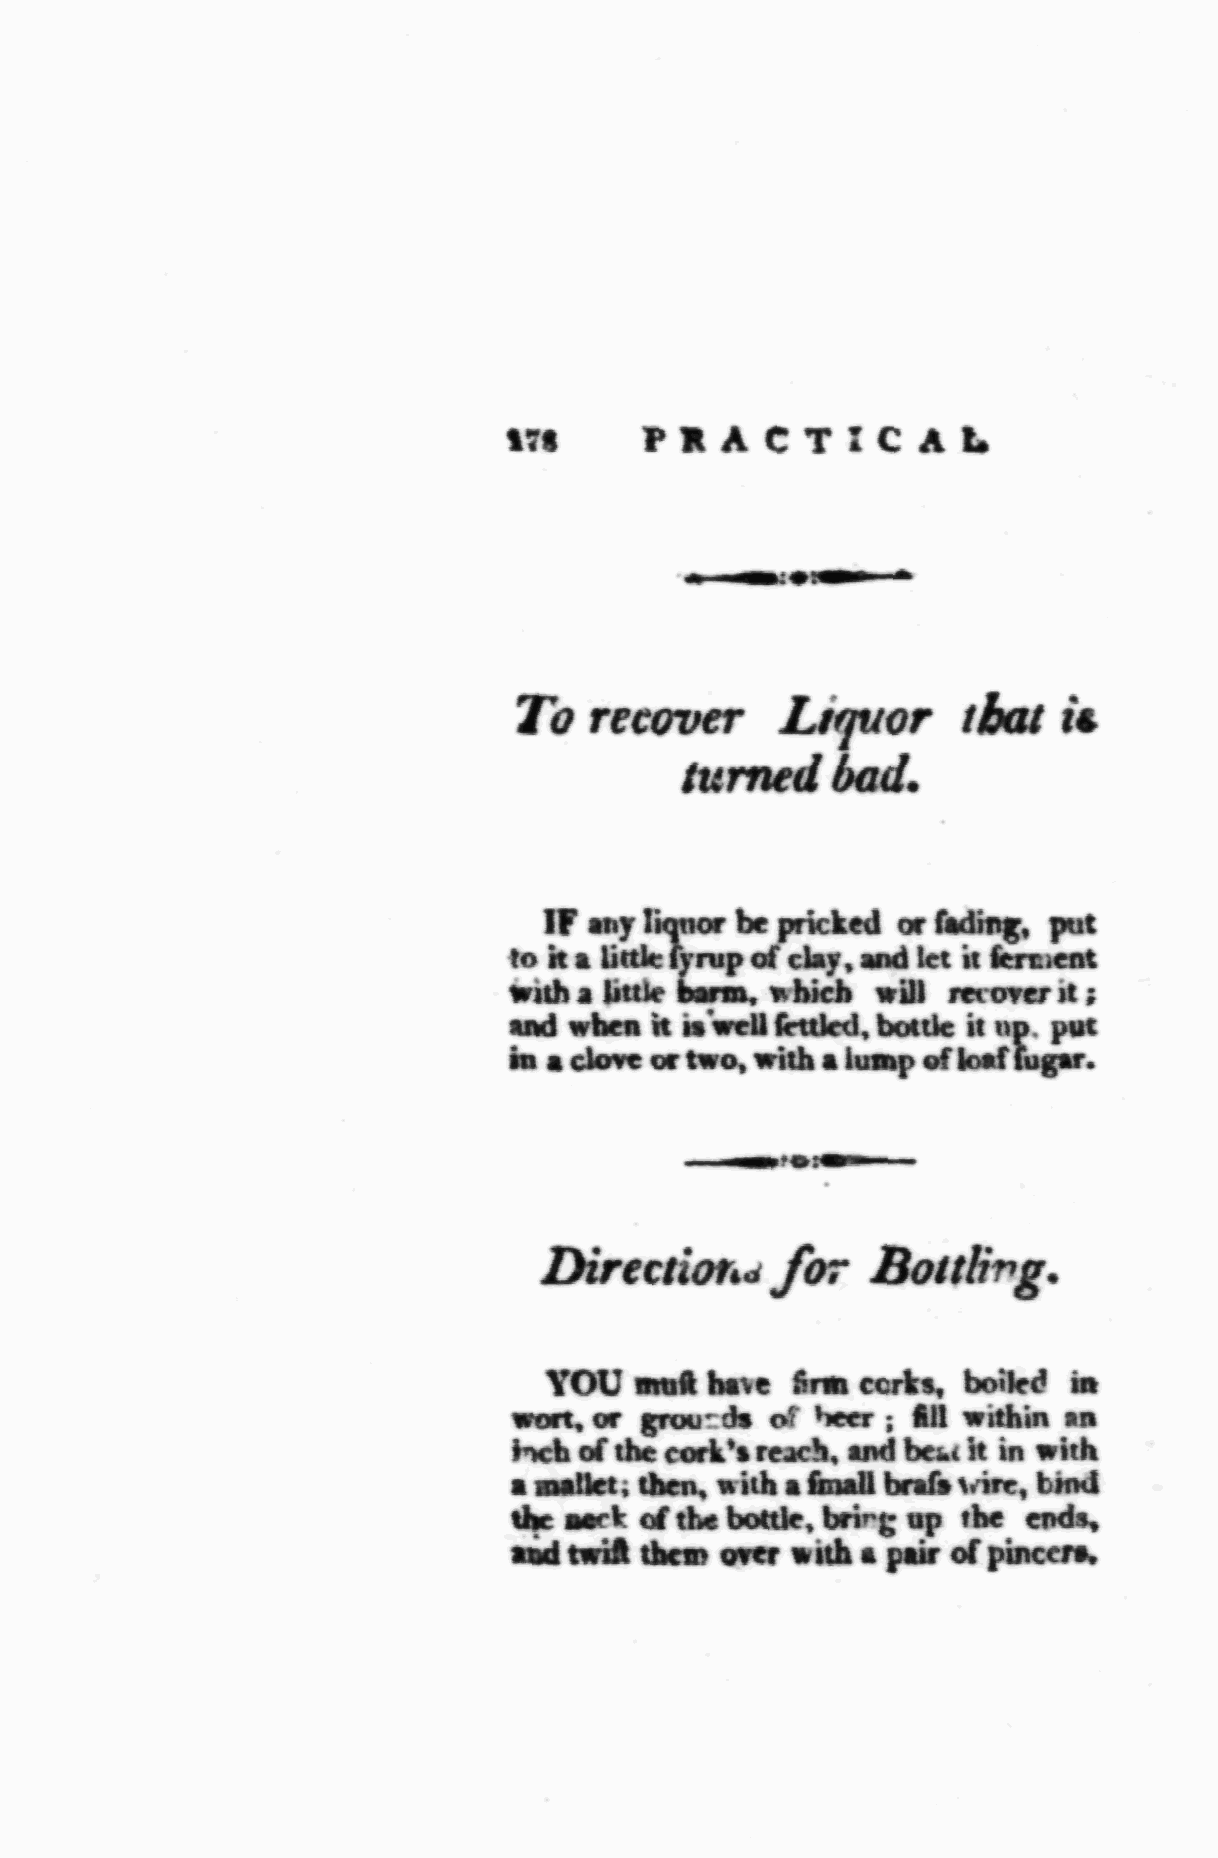 178 PRACTICAL
To recover Liquor that is
turned bad.
IF any liquor be pricked or fading, put
to it a little ſyrup of clay, and let it ferment
with a little barm, which will recover it ;
and when it is well ſettled, bottle it up, put
in a clove or two, with a lump of loaf ſugar.
Directions for Bottling.
YOU muſt have firm corks, boiled in
wort, or grounds of beer ; fill within an
inch of the cork's reach, and beat it in with
a mallet; then, with a ſmall braſs wire, bind
the neck of the bottle, bring up the ends,
and twiſt them over with a pair of pincers.